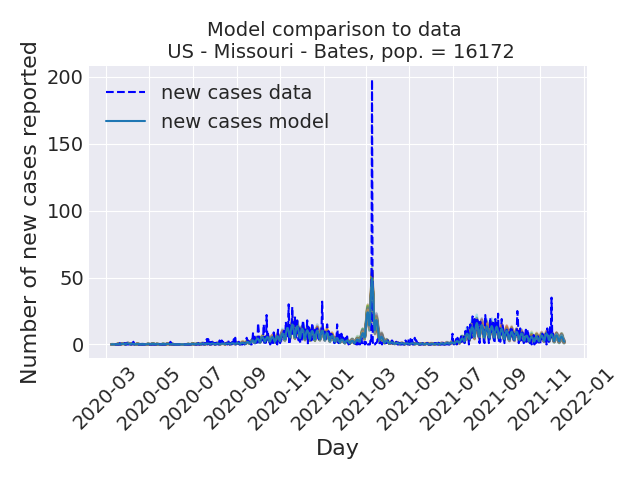 Model comparison to data
US - Missouri - Bates, pop. = 16172
Number of new cases reported
200
150
100
50
0
new cases data
new cases model
2020-03
2020-05
2020-07
2020-09
2020-11
2021-01
2021-03
2021-05
2021-07
2021-09
2021-11
2022-01
Day